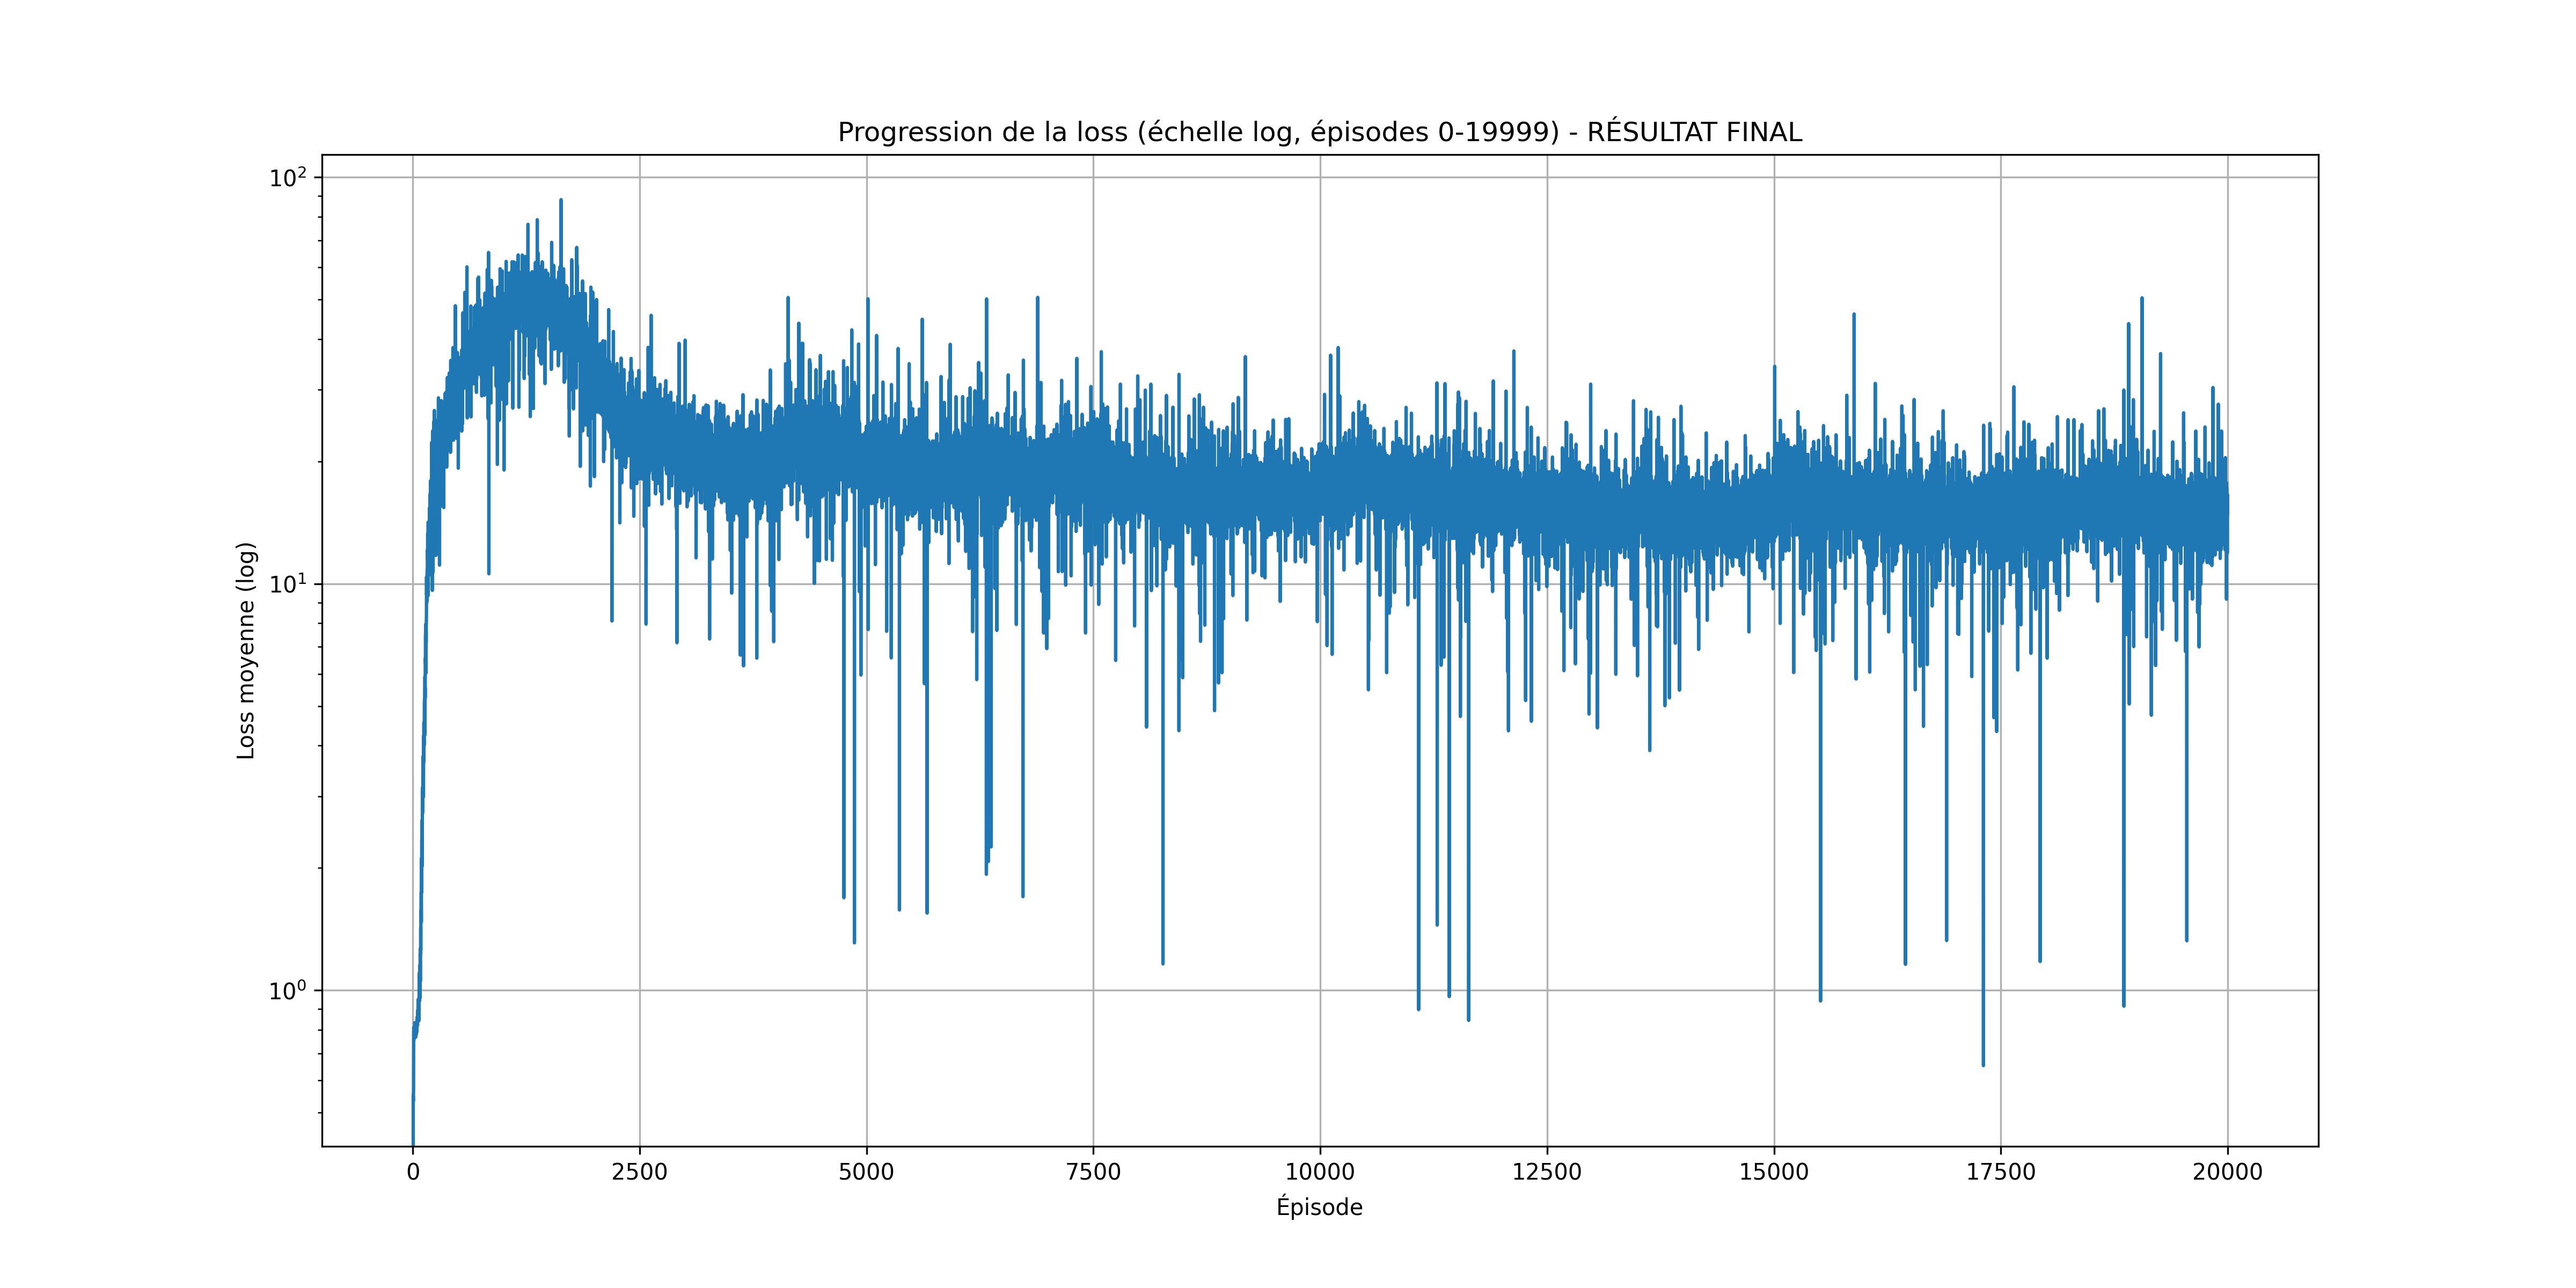 Progression de la loss (échelle log, épisodes 0-19999) - RÉSULTAT FINAL
Loss moyenne (log)
10²
10¹
10⁰
0 2500 5000 7500 10000 12500 15000 17500 20000
Épisode